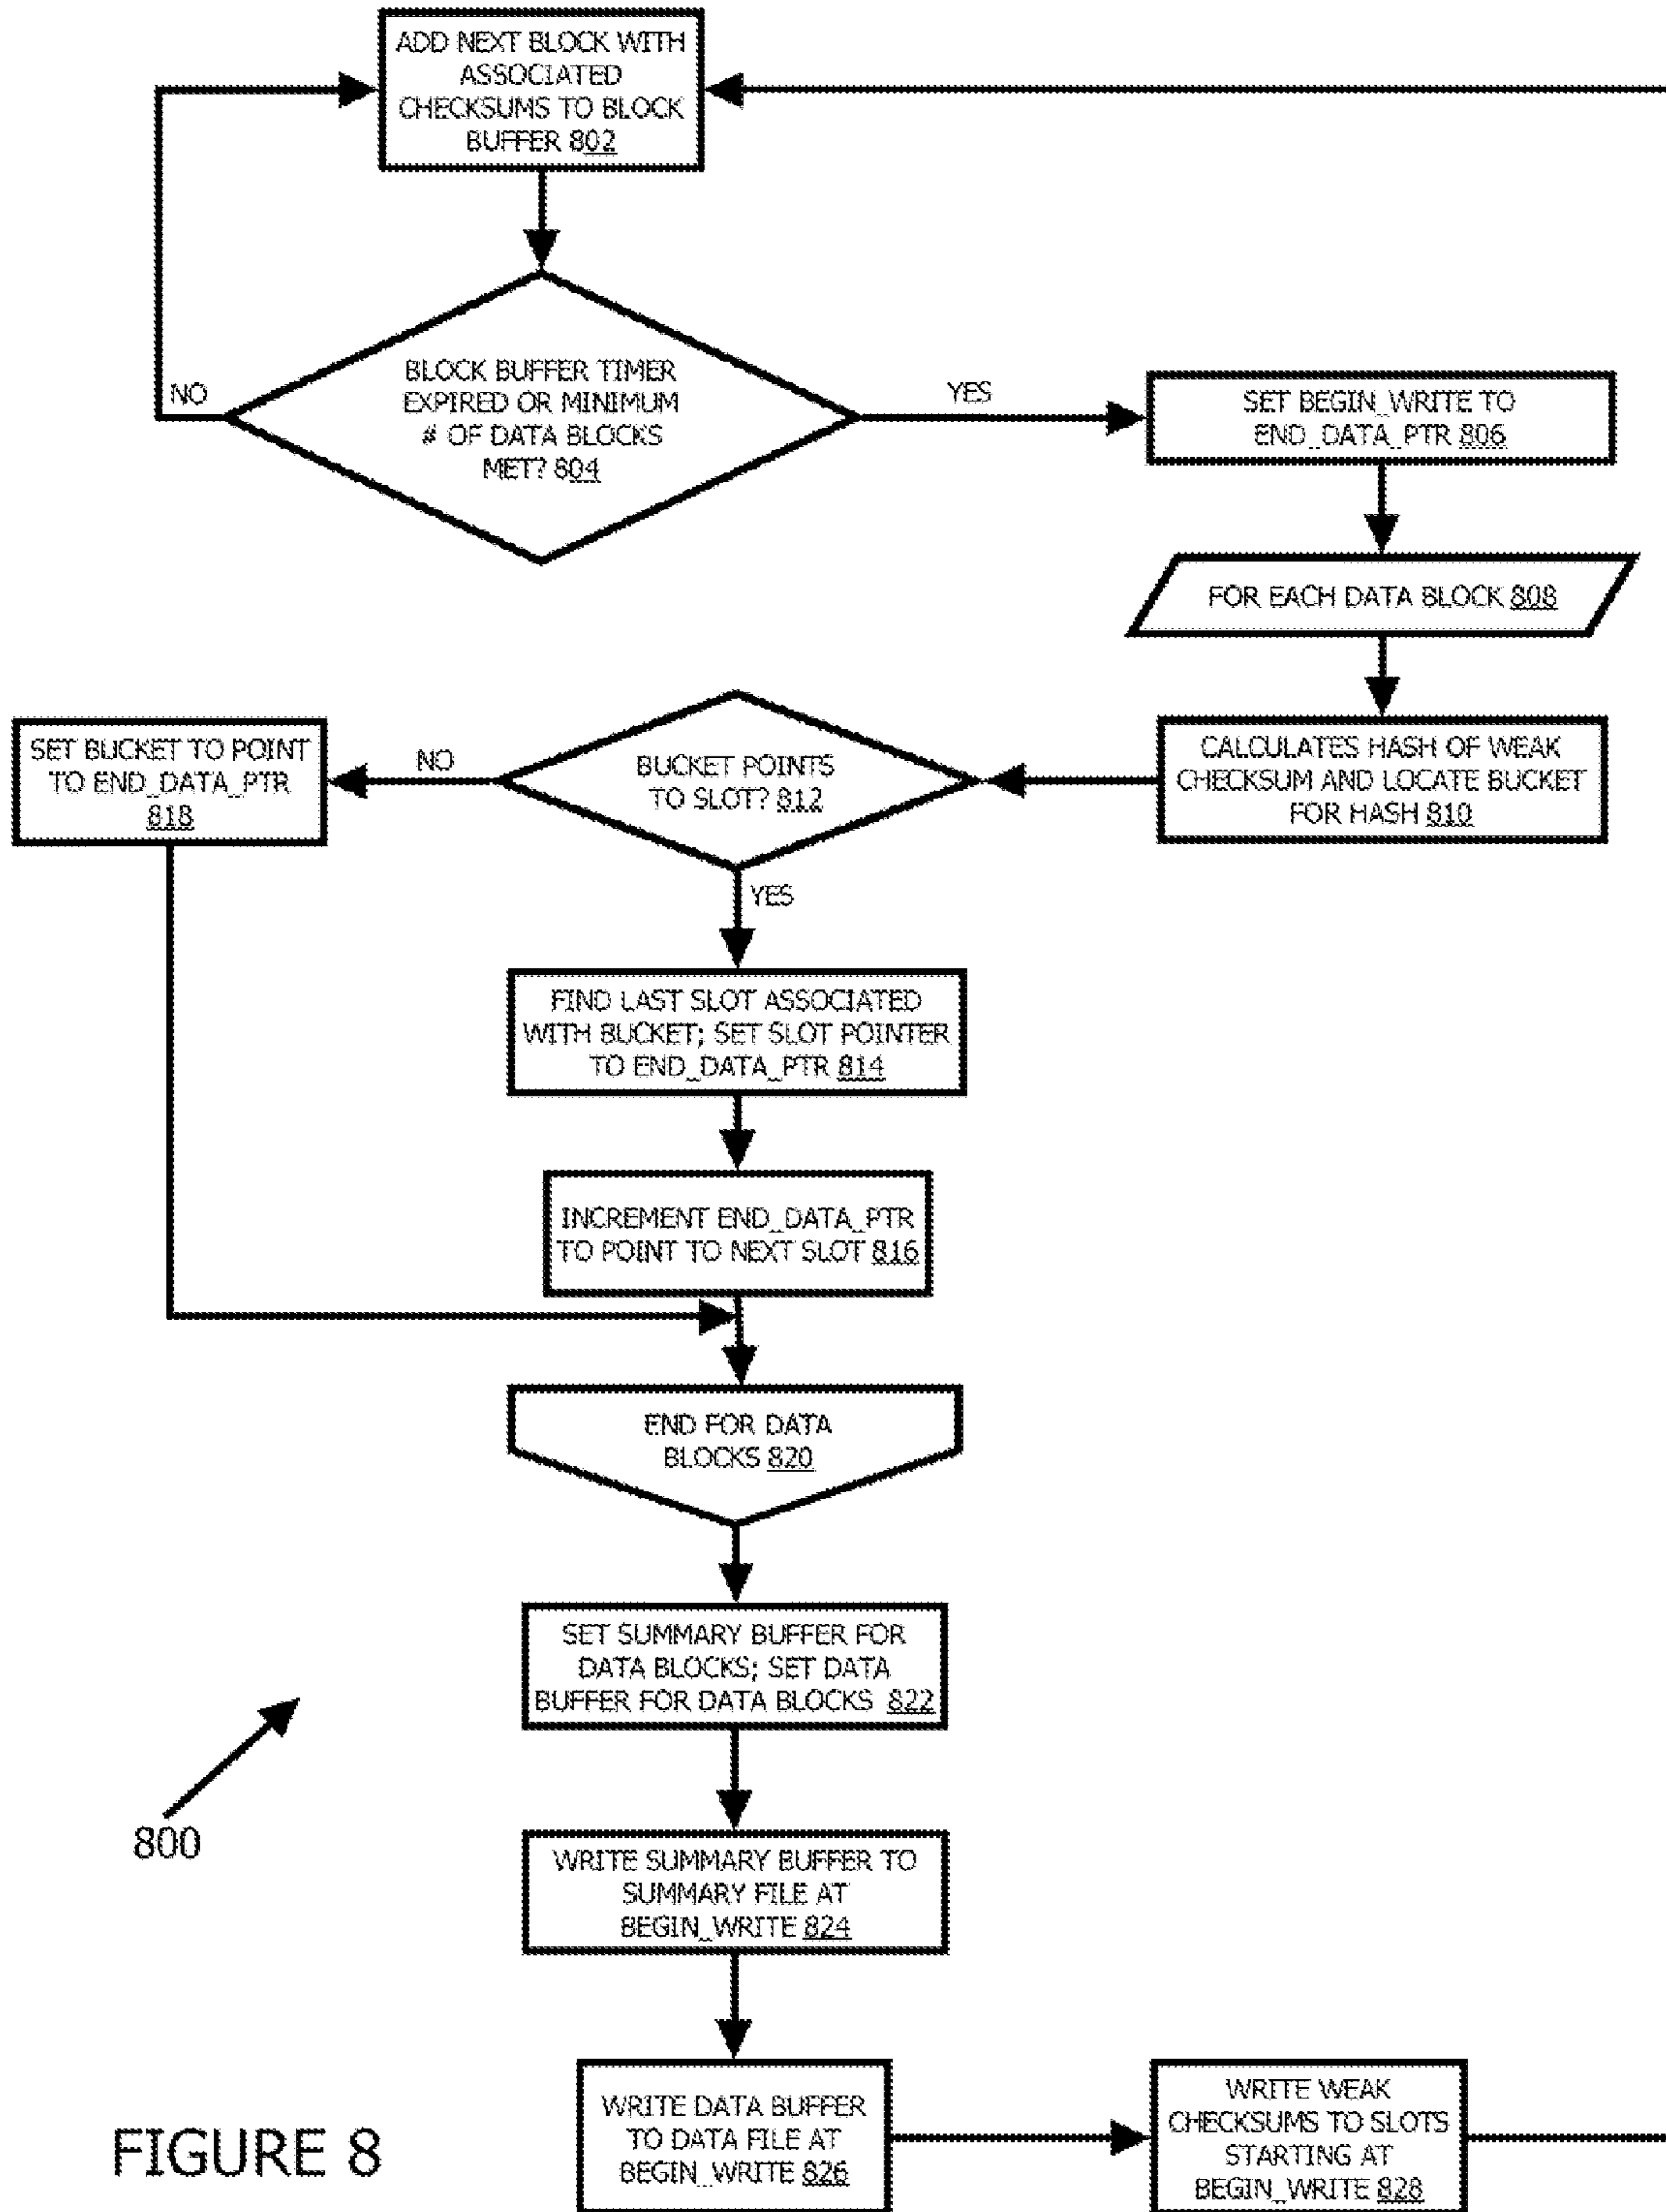 ADD NEXT BLOCK WITH
ASSOCIATED
CHECKSUMS TO BLOCK
BUFFER 802
BLOCK BUFFER TIMER
EXPIRED OR MINIMUM
# OF DATA BLOCKS
MET? 804
NO
YES
SET BEGIN_WRITE TO
END_DATA_PTR 806
FOR EACH DATA BLOCK 808
CALCULATES HASH OF WEAK
CHECKSUM AND LOCATE BUCKET
FOR HASH 810
BUCKET POINTS
TO SLOT? 812
NO
SET BUCKET TO POINT
TO END_DATA_PTR
818
YES
FIND LAST SLOT ASSOCIATED
WITH BUCKET; SET SLOT POINTER
TO END_DATA_PTR 814
INCREMENT END_DATA_PTR
TO POINT TO NEXT SLOT 816
END FOR DATA
BLOCKS 820
SET SUMMARY BUFFER FOR
DATA BLOCKS; SET DATA
BUFFER FOR DATA BLOCKS 822
800
WRITE SUMMARY BUFFER TO
SUMMARY FILE AT
BEGIN_WRITE 824
WRITE DATA BUFFER
TO DATA FILE AT
BEGIN_WRITE 826
WRITE WEAK
CHECKSUMS TO SLOTS
STARTING AT
BEGIN_WRITE 828
FIGURE 8